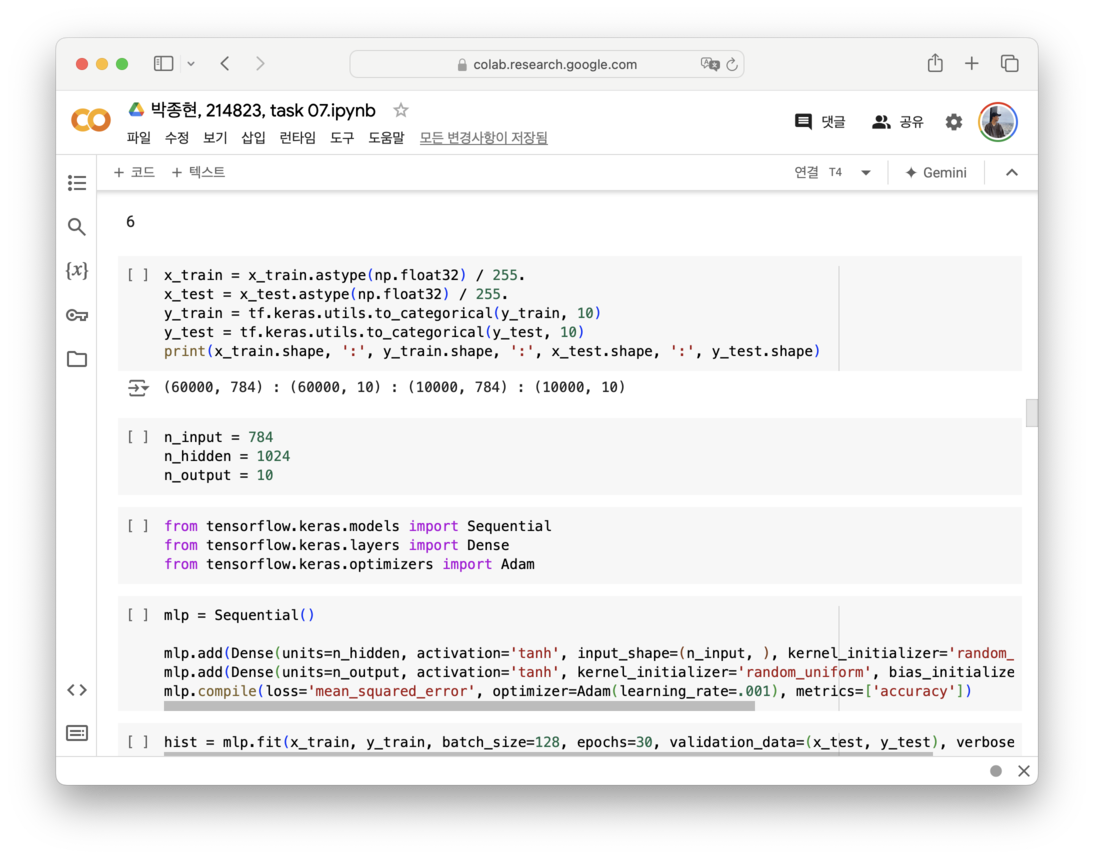 colab.research.google.com
박종현, 214823, task 07.ipynb
파일 수정 보기 삽입 런타임 도구 도움말 모든 변경사항이 저장됨
댓글 공유
+ 코드 + 텍스트
연결 T4 Gemini
6
[ ] x_train = x_train.astype(np.float32) / 255.
x_test = x_test.astype(np.float32) / 255.
y_train = tf.keras.utils.to_categorical(y_train, 10)
y_test = tf.keras.utils.to_categorical(y_test, 10)
print(x_train.shape, ':', y_train.shape, ':', x_test.shape, ':', y_test.shape)
(60000, 784) : (60000, 10) : (10000, 784) : (10000, 10)
[ ] n_input = 784
n_hidden = 1024
n_output = 10
[ ] from tensorflow.keras.models import Sequential
from tensorflow.keras.layers import Dense
from tensorflow.keras.optimizers import Adam
[ ] mlp = Sequential()
mlp.add(Dense(units=n_hidden, activation='tanh', input_shape=(n_input, ), kernel_initializer='random_
mlp.add(Dense(units=n_output, activation='tanh', kernel_initializer='random_uniform', bias_initialize
mlp.compile(loss='mean_squared_error', optimizer=Adam(learning_rate=.001), metrics=['accuracy'])
[ ] hist = mlp.fit(x_train, y_train, batch_size=128, epochs=30, validation_data=(x_test, y_test), verbose